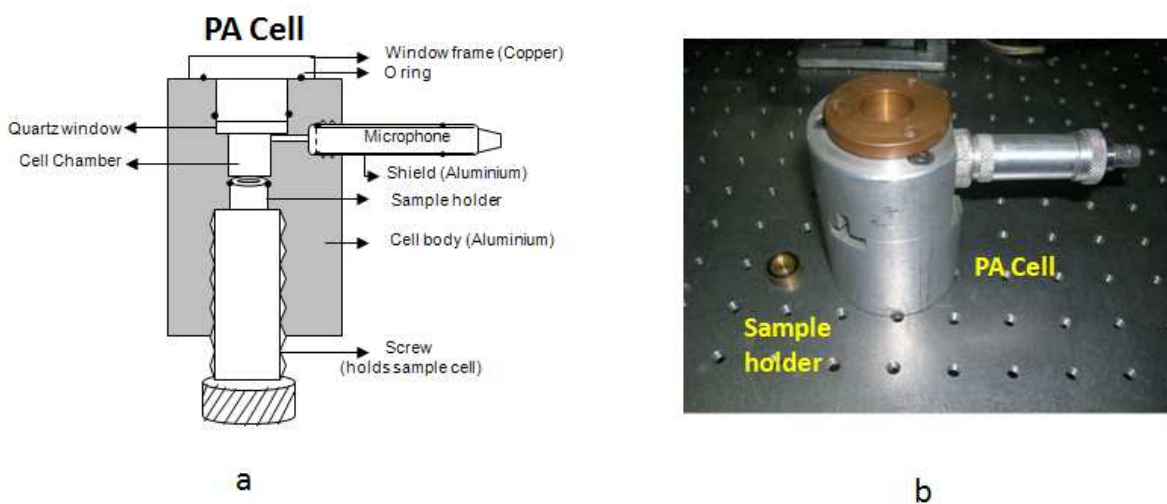 PA Cell
Window frame (Copper)
O ring
Quartz window
Cell Chamber
Microphone
Shield (Aluminium)
Sample holder
Cell body (Aluminium)
Screw
(holds sample cell)
a
PA Cell
Sample
holder
b